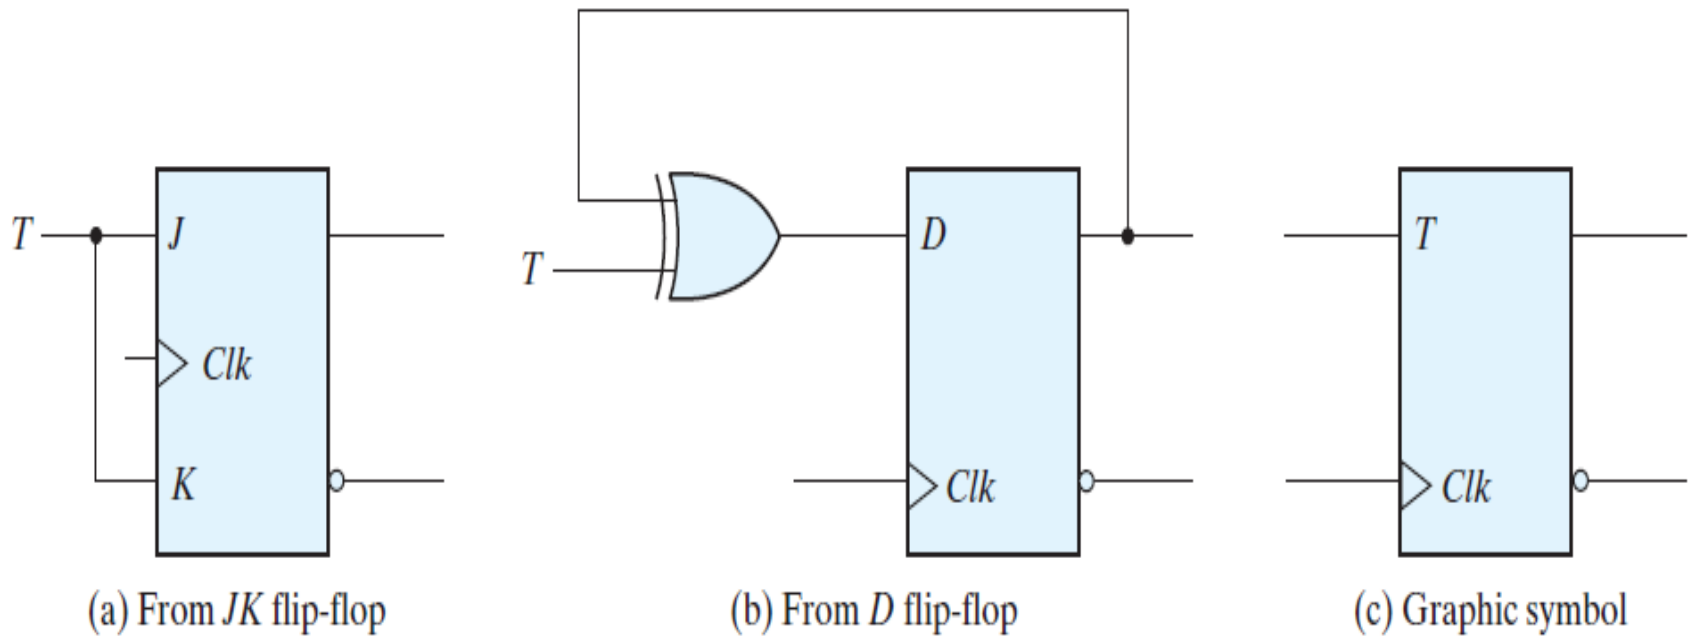 T
J
Clk
K
(a) From JK flip-flop
T
D
Clk
(b) From D flip-flop
T
Clk
(c) Graphic symbol